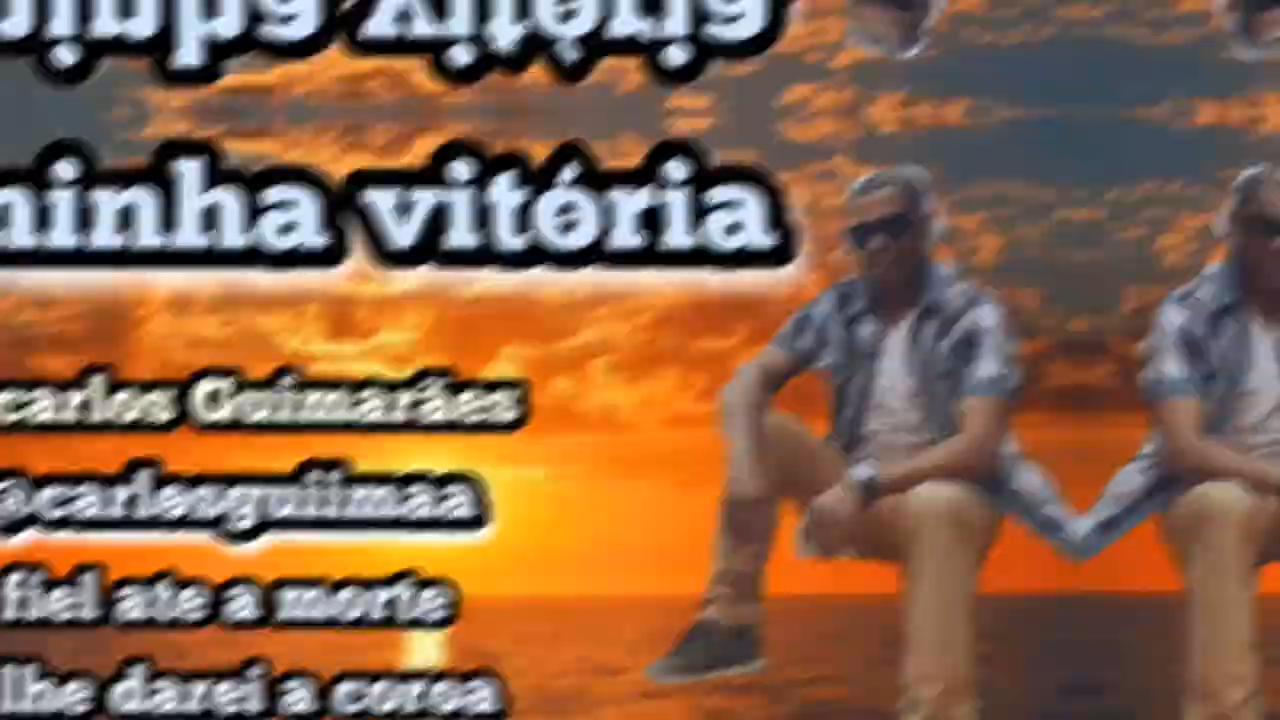 minha vitória
carlos Guimarães
@carlosguiimaa
fiel ate a morte
lhe darei a coroa